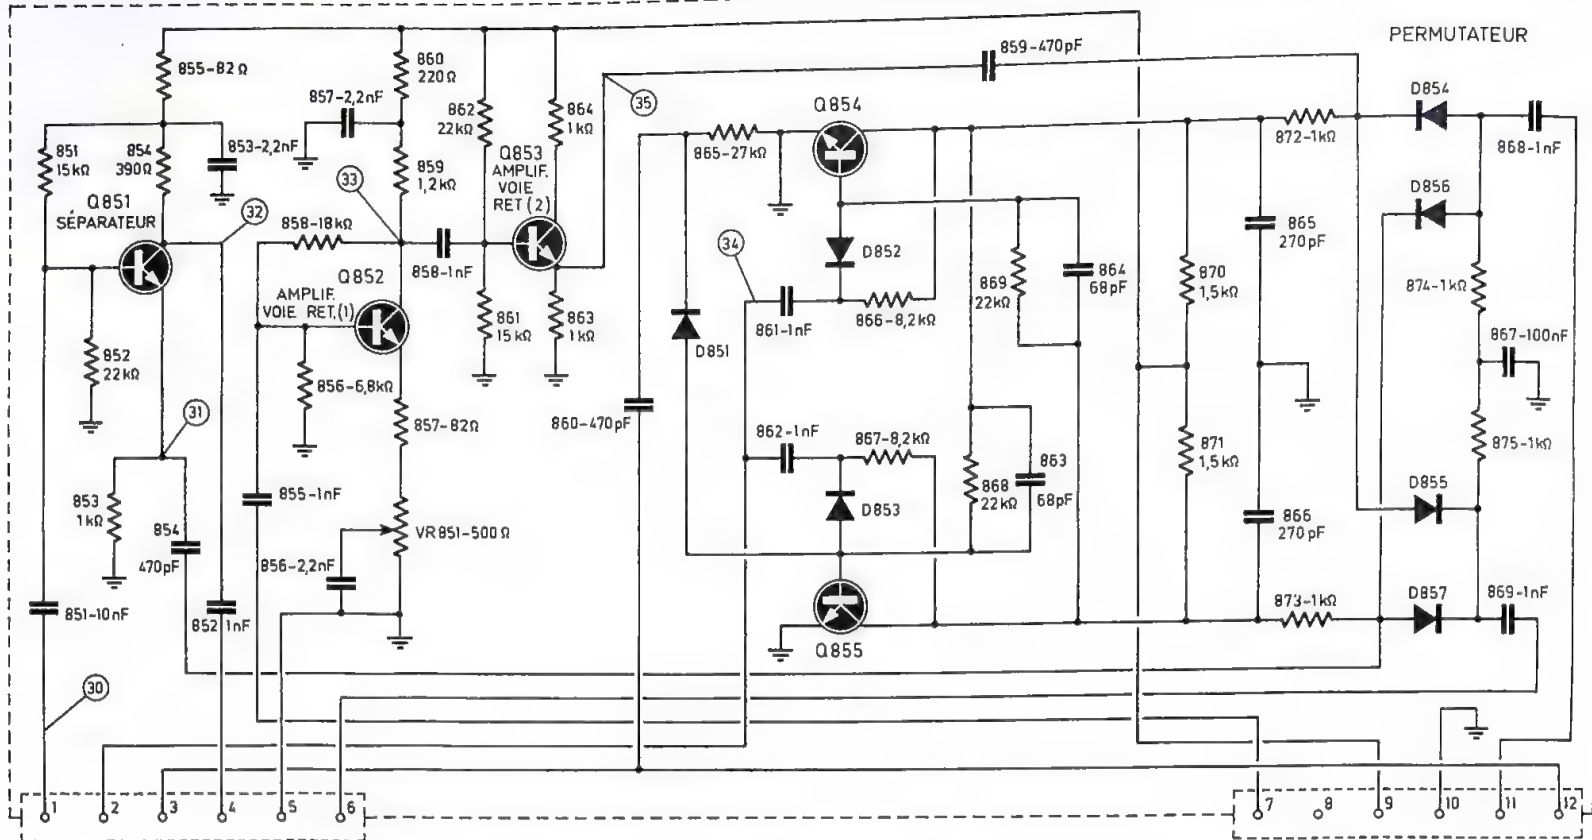 PERMUTATEUR
855-82Ω
860
220Ω
857-2,2nF
862
22kΩ
864
1kΩ
35
859-470pF
Q854
D854
868-1nF
872-1kΩ
851
15kΩ
854
390Ω
853-2,2nF
859
1,2kΩ
Q853
AMPLIF.
VOIE
RET (2)
865-27kΩ
D856
Q851
SÉPARATEUR
32
33
858-18kΩ
858-1nF
Q852
AMPLIF.
VOIE RET.(1)
34
D852
861-1nF
866-8,2kΩ
869
22kΩ
864
68pF
865
270pF
870
1,5kΩ
874-1kΩ
867-100nF
852
22kΩ
856-6,8kΩ
861
15kΩ
863
1kΩ
D851
31
857-82Ω
860-470pF
862-1nF
867-8,2kΩ
868
22kΩ
863
68pF
871
1,5kΩ
875-1kΩ
853
1kΩ
854
470pF
855-1nF
VR851-500Ω
856-2,2nF
D853
866
270pF
D855
851-10nF
852 1nF
Q855
873-1kΩ
D857
869-1nF
30
1
2
3
4
5
6
7
8
9
10
11
12